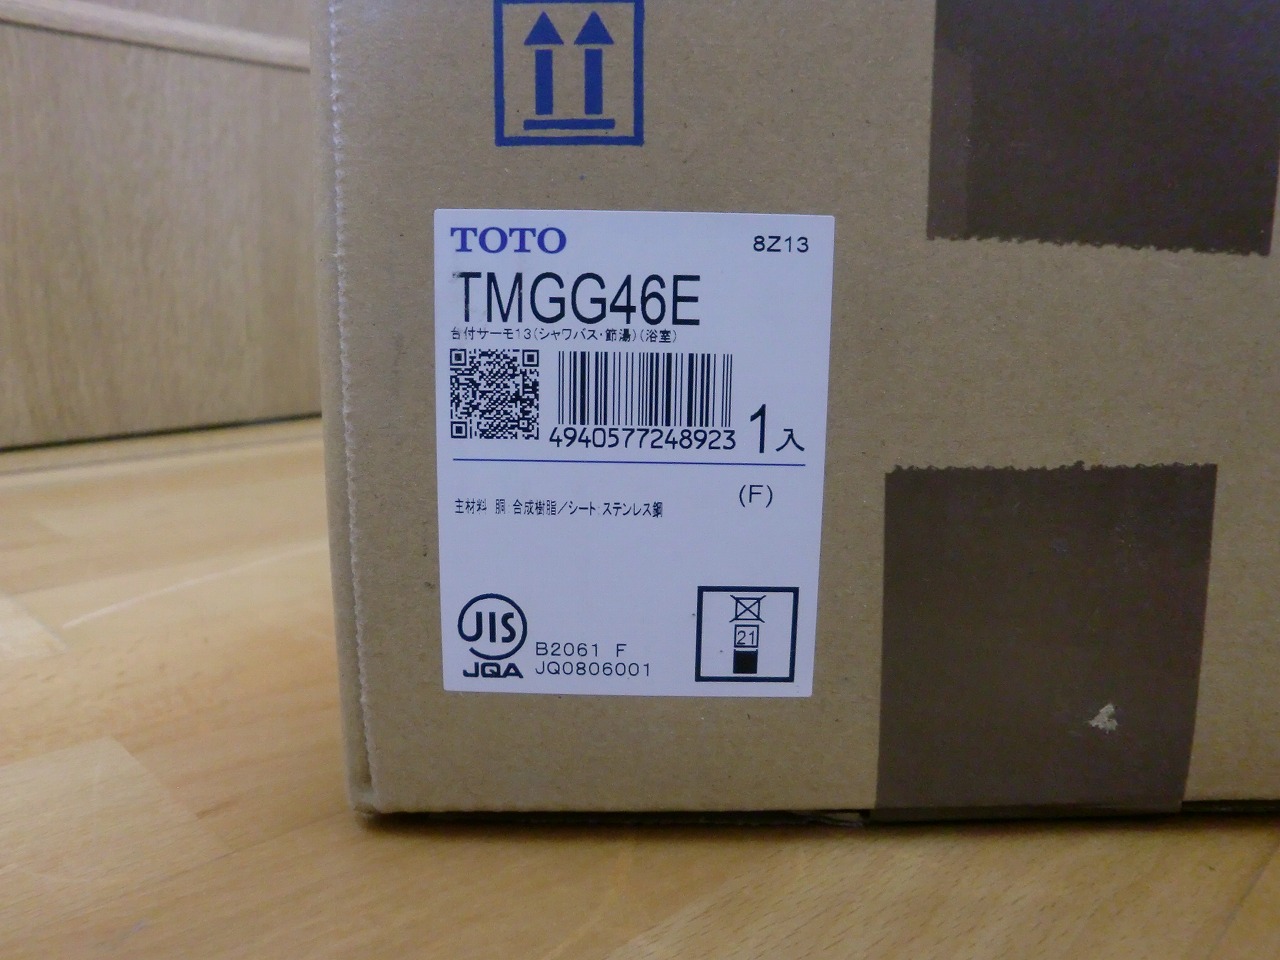 TOTO 8Z13
TMGG46E
台付サーモ13(シャワバス・節湯)(浴室)
4940577248923 1入
(F)
主材料 胴:合成樹脂/シート:ステンレス鋼
JIS
JQA
B2061 F
JQ0806001
21